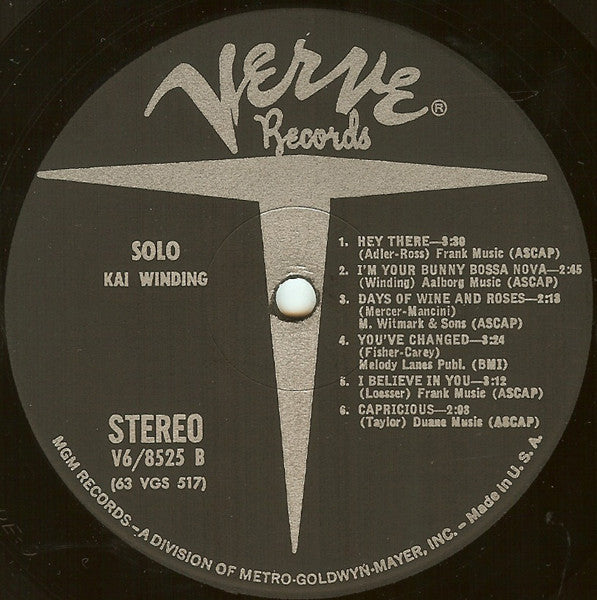 Verve®
Records
SOLO
KAI WINDING
1. HEY THERE—3:30
(Adler-Ross) Frank Music (ASCAP)
2. I'M YOUR BUNNY BOSSA NOVA—2:45
(Winding) Aalborg Music (ASCAP)
3. DAYS OF WINE AND ROSES—2:13
(Mercer-Mancini)
M. Witmark & Sons (ASCAP)
4. YOU'VE CHANGED—3:24
(Fisher-Carey)
Melody Lanes Publ. (BMI)
5. I BELIEVE IN YOU—3:12
(Loesser) Frank Music (ASCAP)
6. CAPRICIOUS—2:03
(Taylor) Duane Music (ASCAP)
STEREO
V6/8525 B
(63 VGS 517)
MGM RECORDS—A DIVISION OF METRO-GOLDWYN-MAYER, INC.—Made in U.S.A.